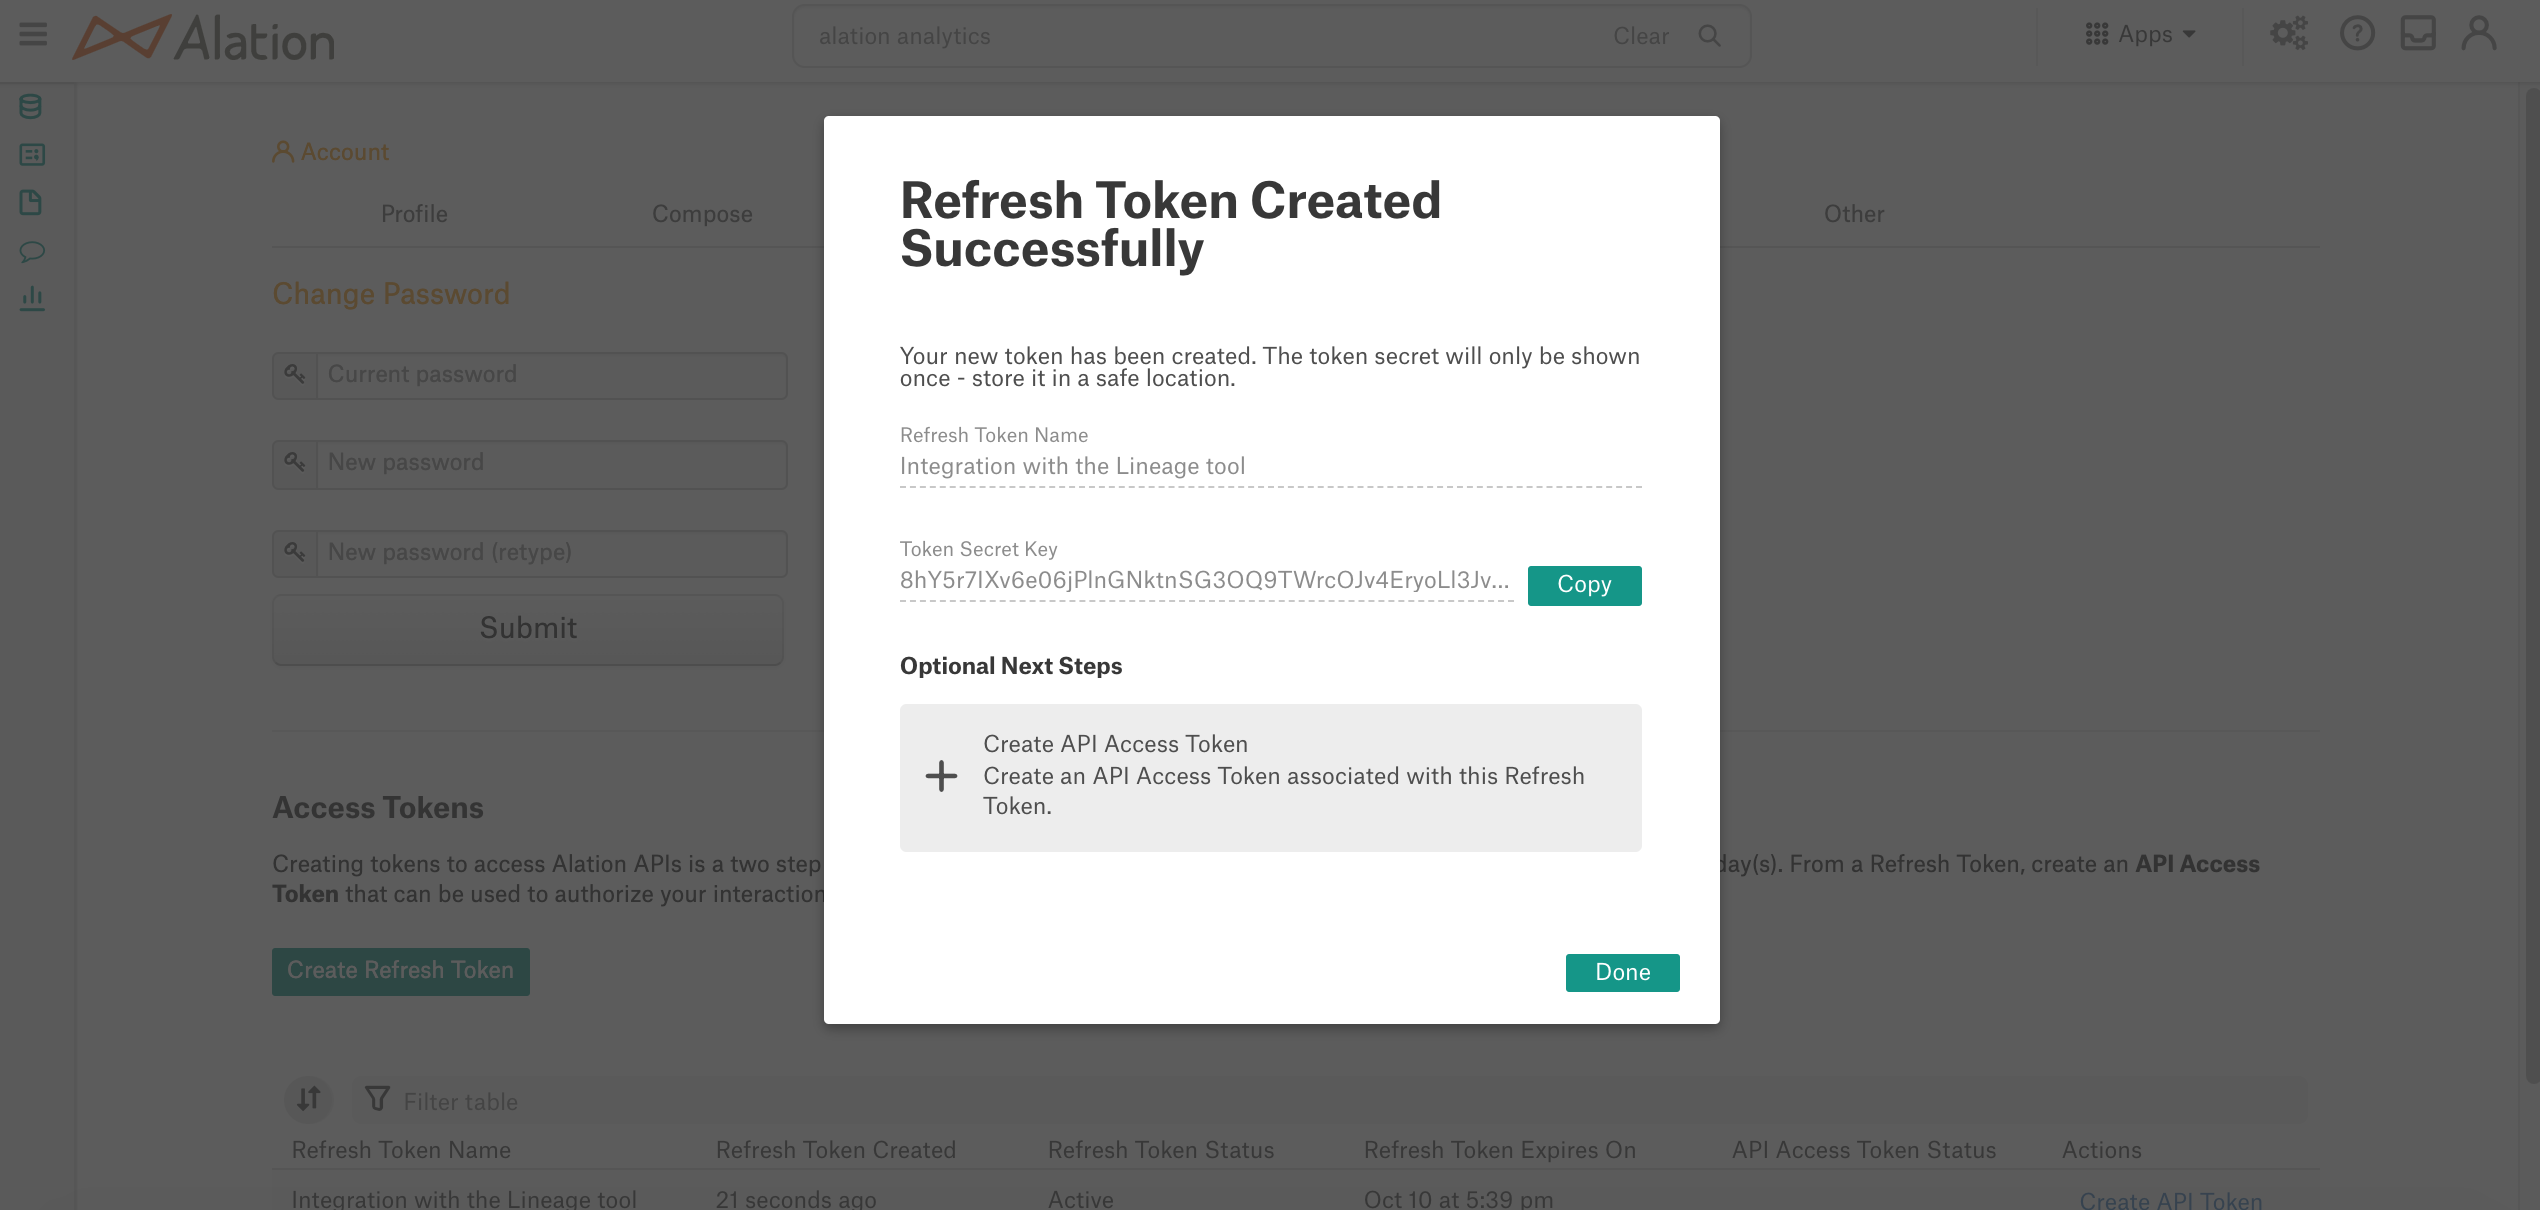 Alation
alation analytics
Clear
Apps
Account
Profile
Compose
Other
Change Password
Current password
New password
New password (retype)
Submit
Access Tokens
Creating tokens to access Alation APIs is a two step
day(s). From a Refresh Token, create an API Access
Token that can be used to authorize your interaction
Create Refresh Token
Filter table
Refresh Token Name
Refresh Token Created
Refresh Token Status
Refresh Token Expires On
API Access Token Status
Actions
Integration with the Lineage tool
21 seconds ago
Active
Oct 10 at 5:39 pm
Create API Token
Refresh Token Created
Successfully
Your new token has been created. The token secret will only be shown
once - store it in a safe location.
Refresh Token Name
Integration with the Lineage tool
Token Secret Key
8hY5r7IXv6e06jPlnGNktnSG3OQ9TWrcOJv4EryoLl3Jv...
Copy
Optional Next Steps
Create API Access Token
Create an API Access Token associated with this Refresh
Token.
Done